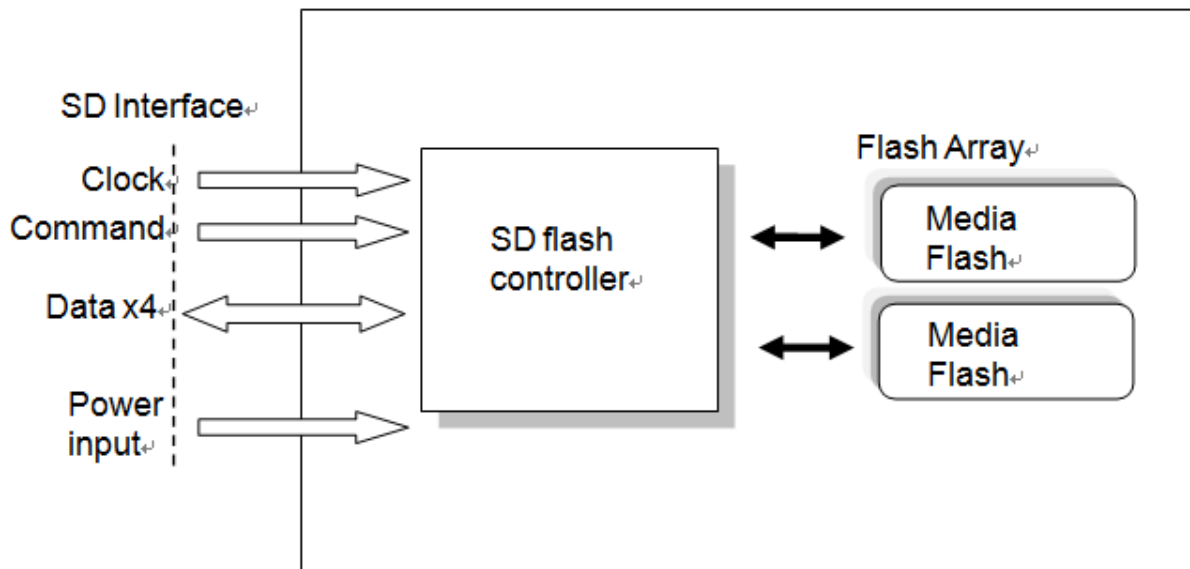 SD Interface
Clock
Command
Data x4
Power
input
SD flash
controller
Flash Array
Media
Flash
Media
Flash